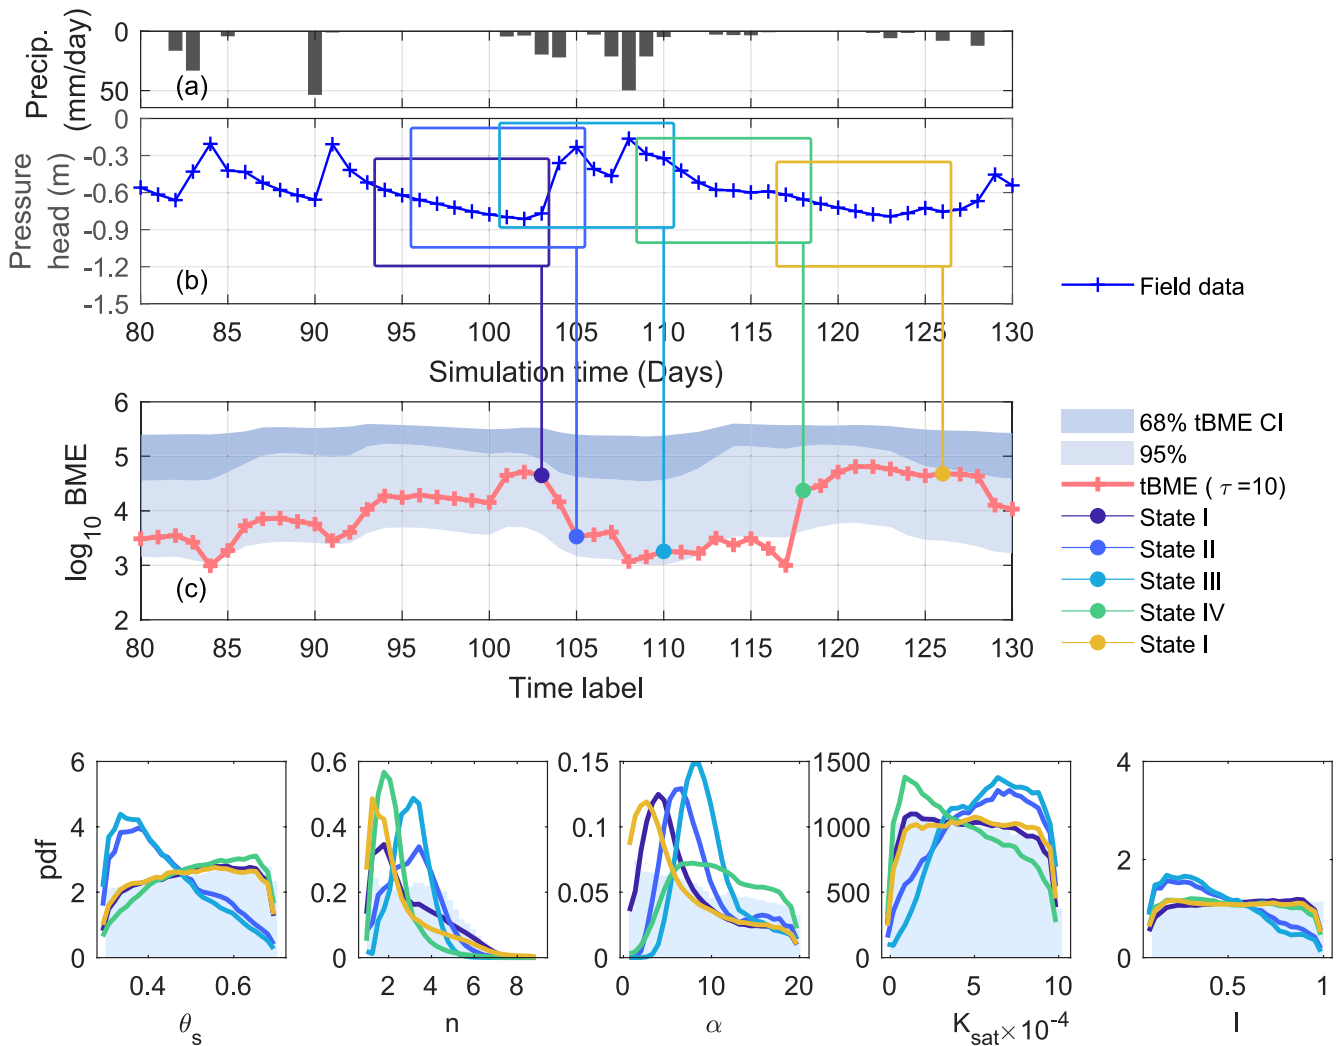 Precip.
(mm/day)
0
50
(a)
Pressure
head (m)
0
-0.3
-0.6
-0.9
-1.2
-1.5
(b)
80 85 90 95 100 105 110 115 120 125 130
Simulation time (Days)
Field data
log10 BME
6
5
4
3
2
(c)
80 85 90 95 100 105 110 115 120 125 130
Time label
68% tBME CI
95%
tBME ( τ =10)
State I
State II
State III
State IV
State I
pdf
6
4
2
0
0.4 0.6
θs
0.6
0.4
0.2
0
2 4 6 8
n
0.15
0.1
0.05
0
0 10 20
α
1500
1000
500
0
0 5 10
Ksat×10-4
4
2
0
0.5 1
l